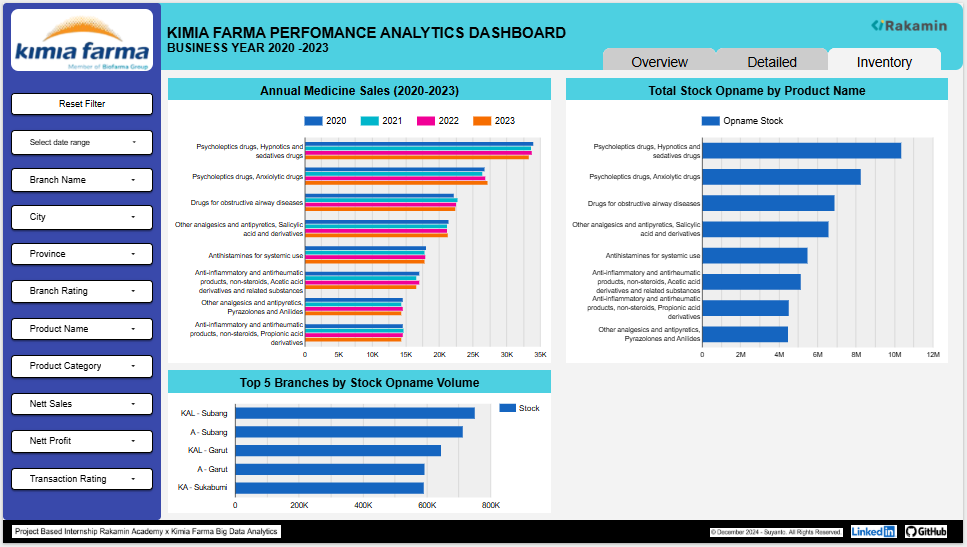 kimia farma
Member of Biofarma Group
KIMIA FARMA PERFOMANCE ANALYTICS DASHBOARD
BUSINESS YEAR 2020 -2023
Rakamin
Overview
Detailed
Inventory
Reset Filter
Select date range
Branch Name
City
Province
Branch Rating
Product Name
Product Category
Nett Sales
Nett Profit
Transaction Rating
Annual Medicine Sales (2020-2023)
2020 2021 2022 2023
Psycholeptics drugs, Hypnotics and
sedatives drugs
Psycholeptics drugs, Anxiolytic drugs
Drugs for obstructive airway diseases
Other analgesics and antipyretics, Salicylic
acid and derivatives
Antihistamines for systemic use
Anti-inflammatory and antirheumatic
products, non-steroids, Acetic acid
derivatives and related substances
Other analgesics and antipyretics,
Pyrazolones and Anilides
Anti-inflammatory and antirheumatic
products, non-steroids, Propionic acid
derivatives
0 5K 10K 15K 20K 25K 30K 35K
Total Stock Opname by Product Name
Opname Stock
Psycholeptics drugs, Hypnotics and
sedatives drugs
Psycholeptics drugs, Anxiolytic drugs
Drugs for obstructive airway diseases
Other analgesics and antipyretics, Salicylic
acid and derivatives
Antihistamines for systemic use
Anti-inflammatory and antirheumatic
products, non-steroids, Acetic acid
derivatives and related substances
Anti-inflammatory and antirheumatic
products, non-steroids, Propionic acid
derivatives
Other analgesics and antipyretics,
Pyrazolones and Anilides
0 2M 4M 6M 8M 10M 12M
Top 5 Branches by Stock Opname Volume
Stock
KAL - Subang
A - Subang
KAL - Garut
A - Garut
KA - Sukabumi
0 200K 400K 600K 800K
Project Based Internship Rakamin Academy x Kimia Farma Big Data Analytics
© December 2024 - Suyanto. All Rights Reserved.
Linked in
GitHub